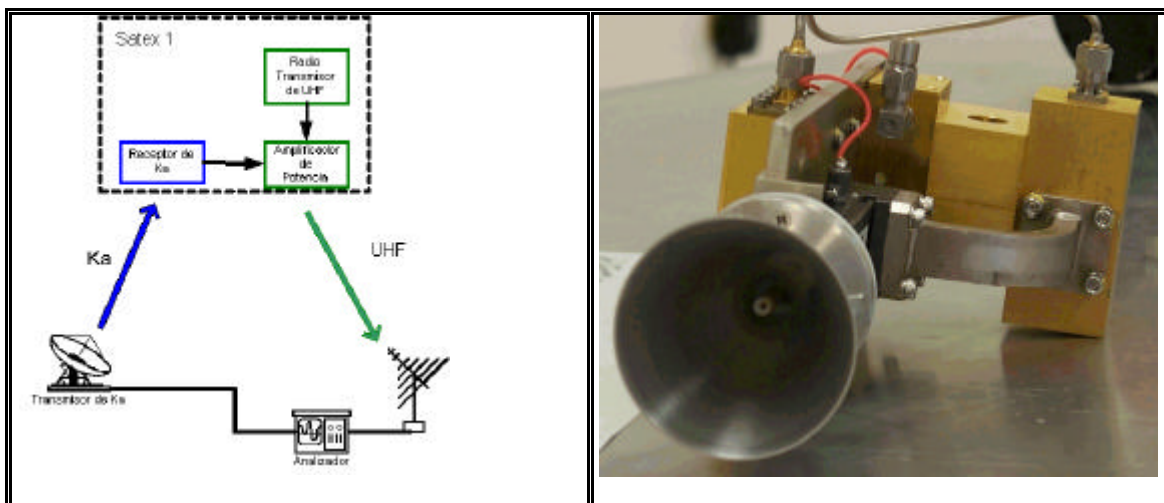 Satex 1
Radio
Transmisor
de UHF
Receptor de
Ka
Amplificador
de
Potencia
Ka
UHF
Transmisor de Ka
Analizador